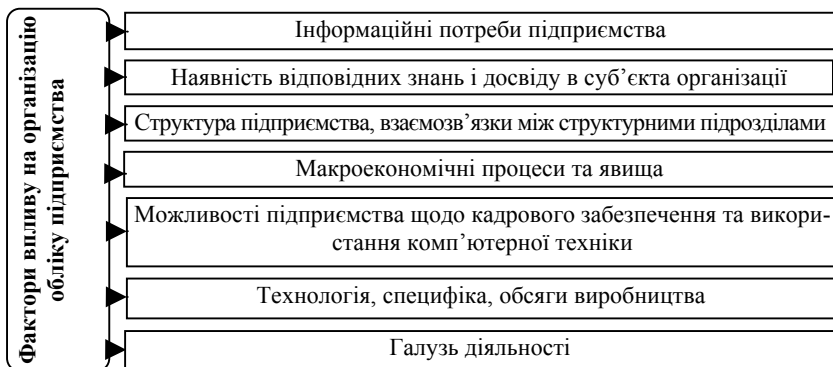 Фактори впливу на організацію
обліку підприємства
Інформаційні потреби підприємства
Наявність відповідних знань і досвіду в суб’єкта організації
Структура підприємства, взаємозв’язки між структурними підрозділами
Макроекономічні процеси та явища
Можливості підприємства щодо кадрового забезпечення та викори-
стання комп’ютерної техніки
Технологія, специфіка, обсяги виробництва
Галузь діяльності